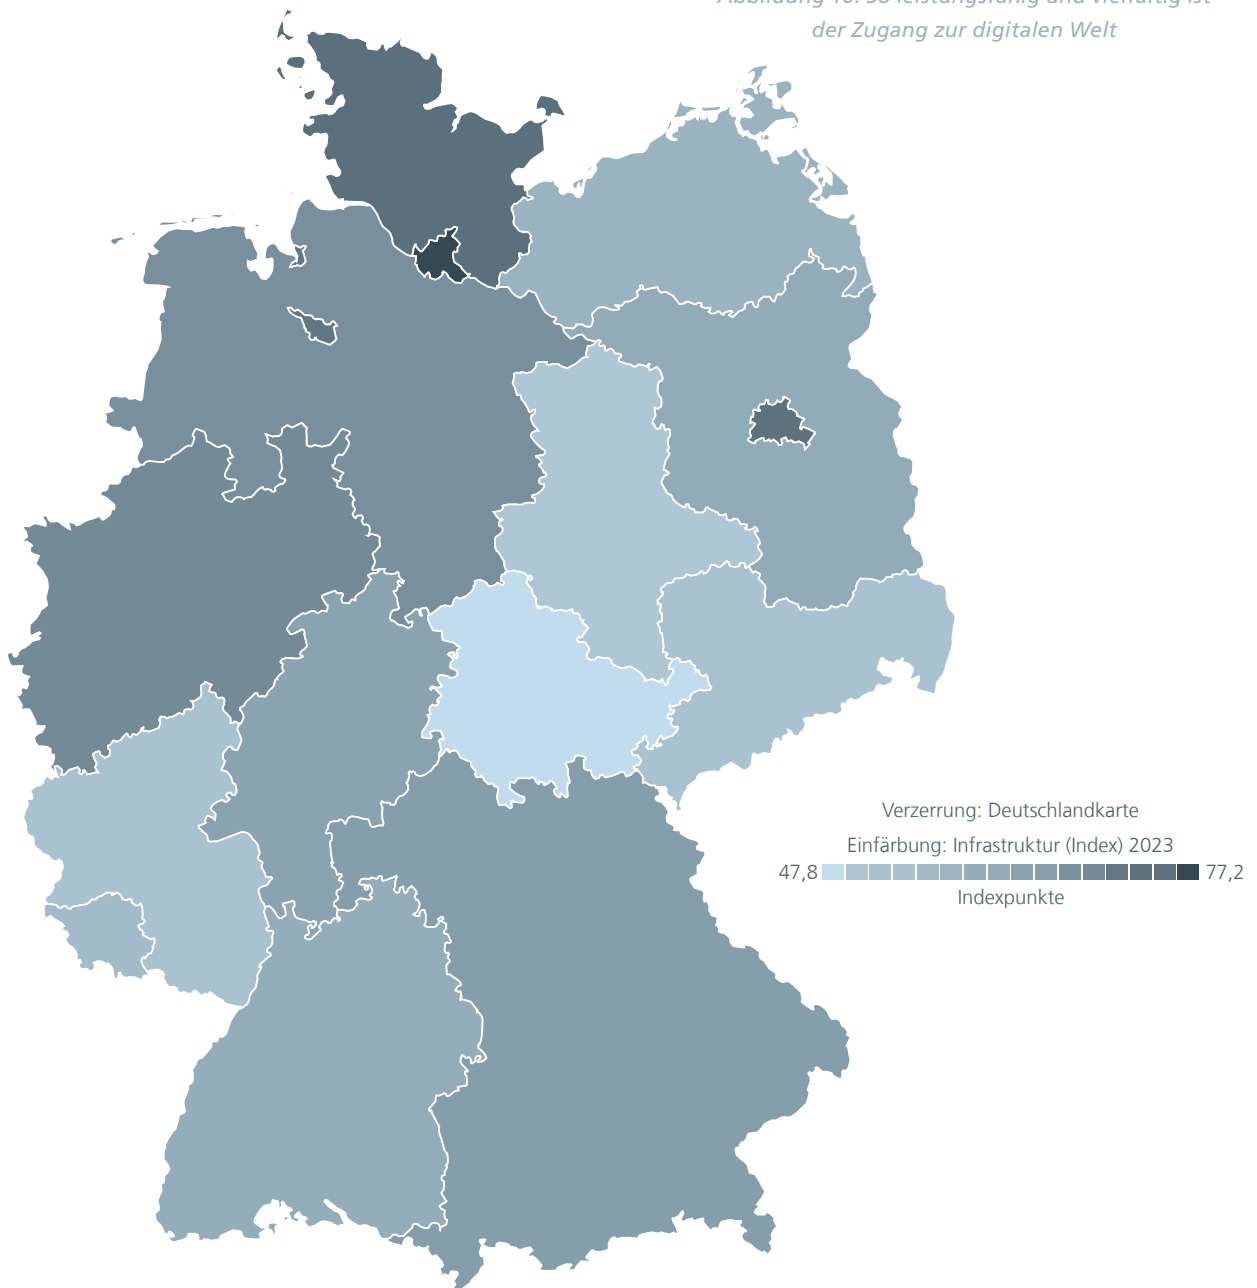 der Zugang zur digitalen Welt
Verzerrung: Deutschlandkarte
Einfärbung: Infrastruktur (Index) 2023
47,8 77,2
Indexpunkte